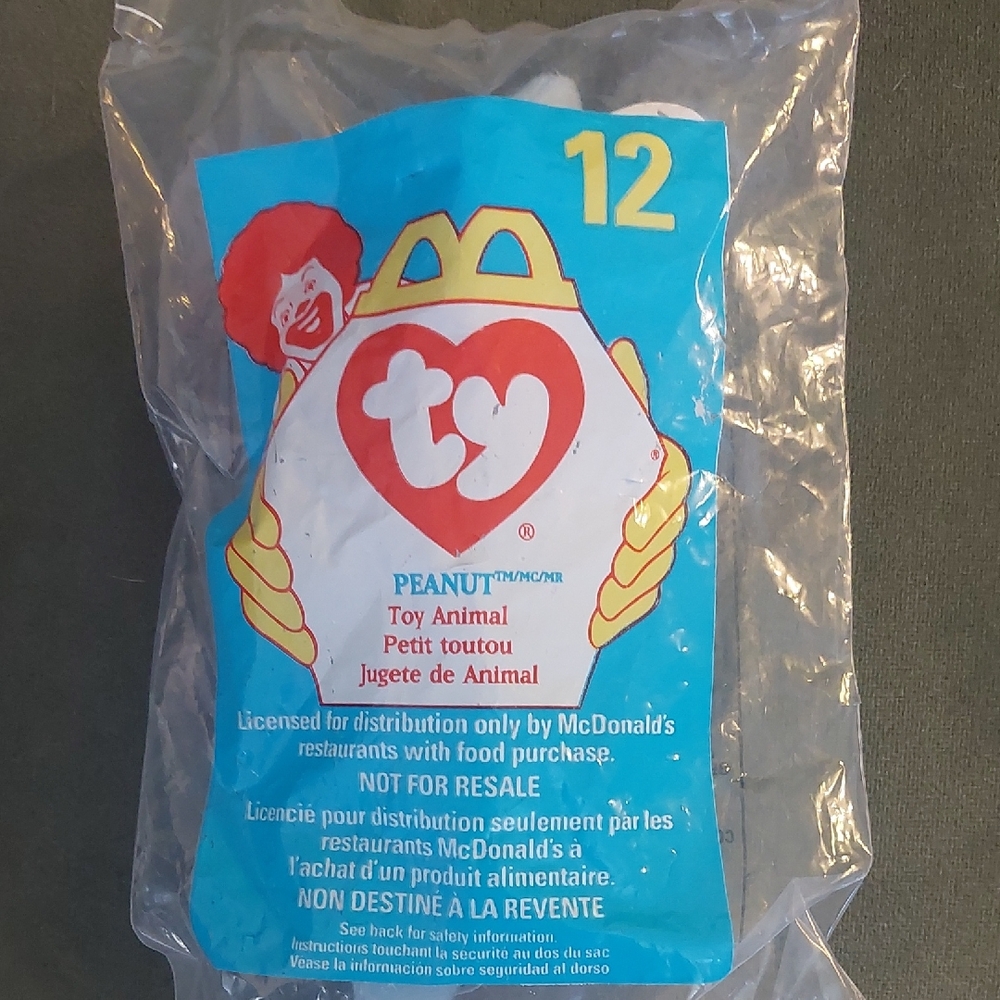 12
ty
®
®
PEANUT™/MC/MR
Toy Animal
Petit toutou
Jugete de Animal
Licensed for distribution only by McDonald's
restaurants with food purchase.
NOT FOR RESALE
Licencié pour distribution seulement par les
restaurants McDonald's à
l'achat d'un produit alimentaire.
NON DESTINÉ À LA REVENTE
See back for safety information.
Instructions touchant la sécurité au dos du sac
Véase la información sobre seguridad al dorso